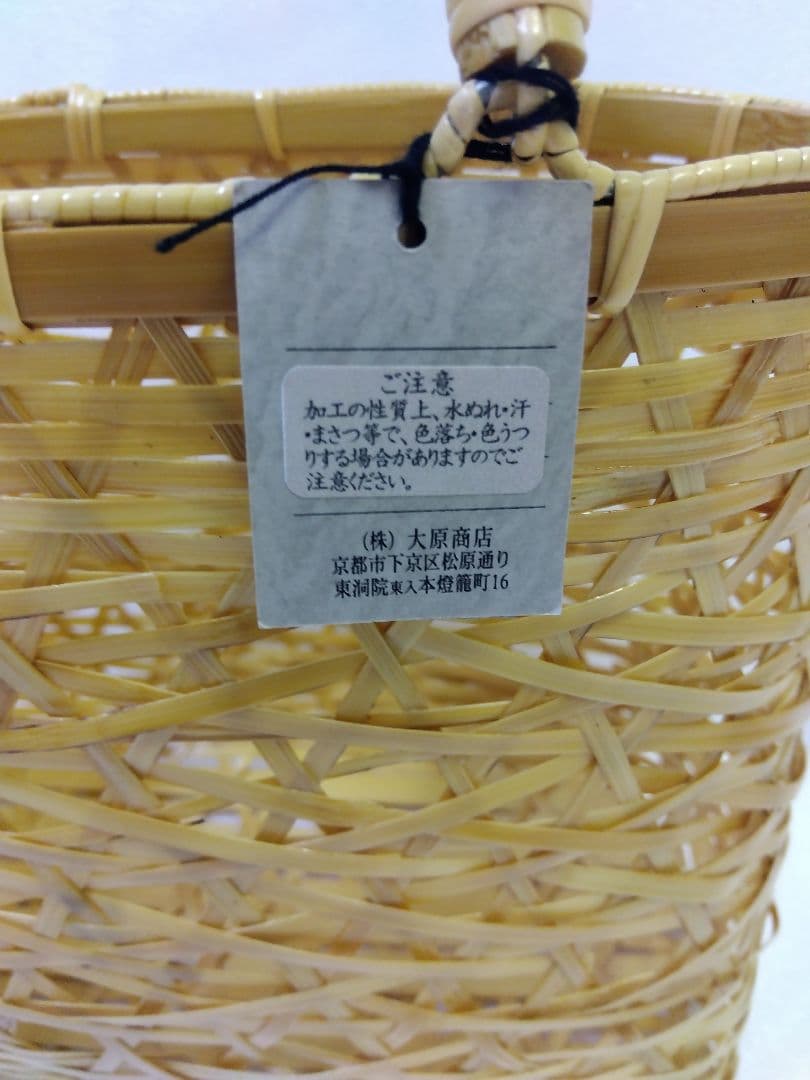 ご注意
加工の性質上、水ぬれ・汗
・まさつ等で、色落ち・色うつ
りする場合がありますのでご
注意ください。
(株) 大原商店
京都市下京区松原通り
東洞院東入本燈籠町16